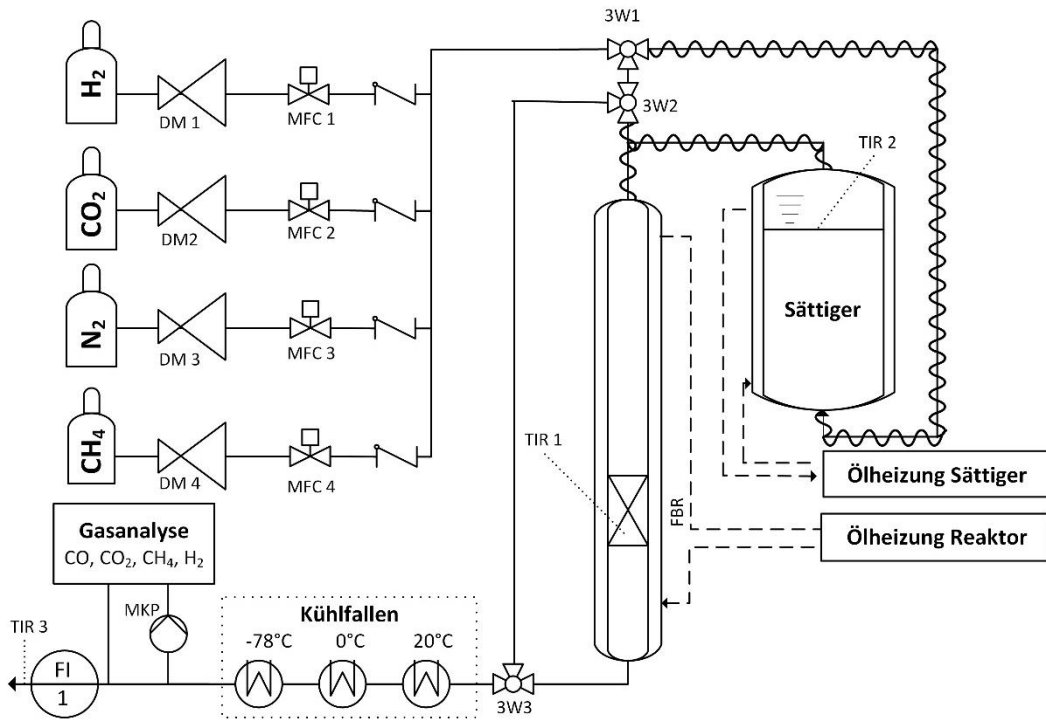 3W1
H₂
DM 1
MFC 1
3W2
TIR 2
CO₂
DM2
MFC 2
Sättiger
N₂
DM 3
MFC 3
CH₄
DM 4
MFC 4
TIR 1
FBR
Ölheizung Sättiger
Ölheizung Reaktor
Gasanalyse
CO, CO₂, CH₄, H₂
MKP
Kühlfallen
-78°C 0°C 20°C
TIR 3
FI
1
3W3